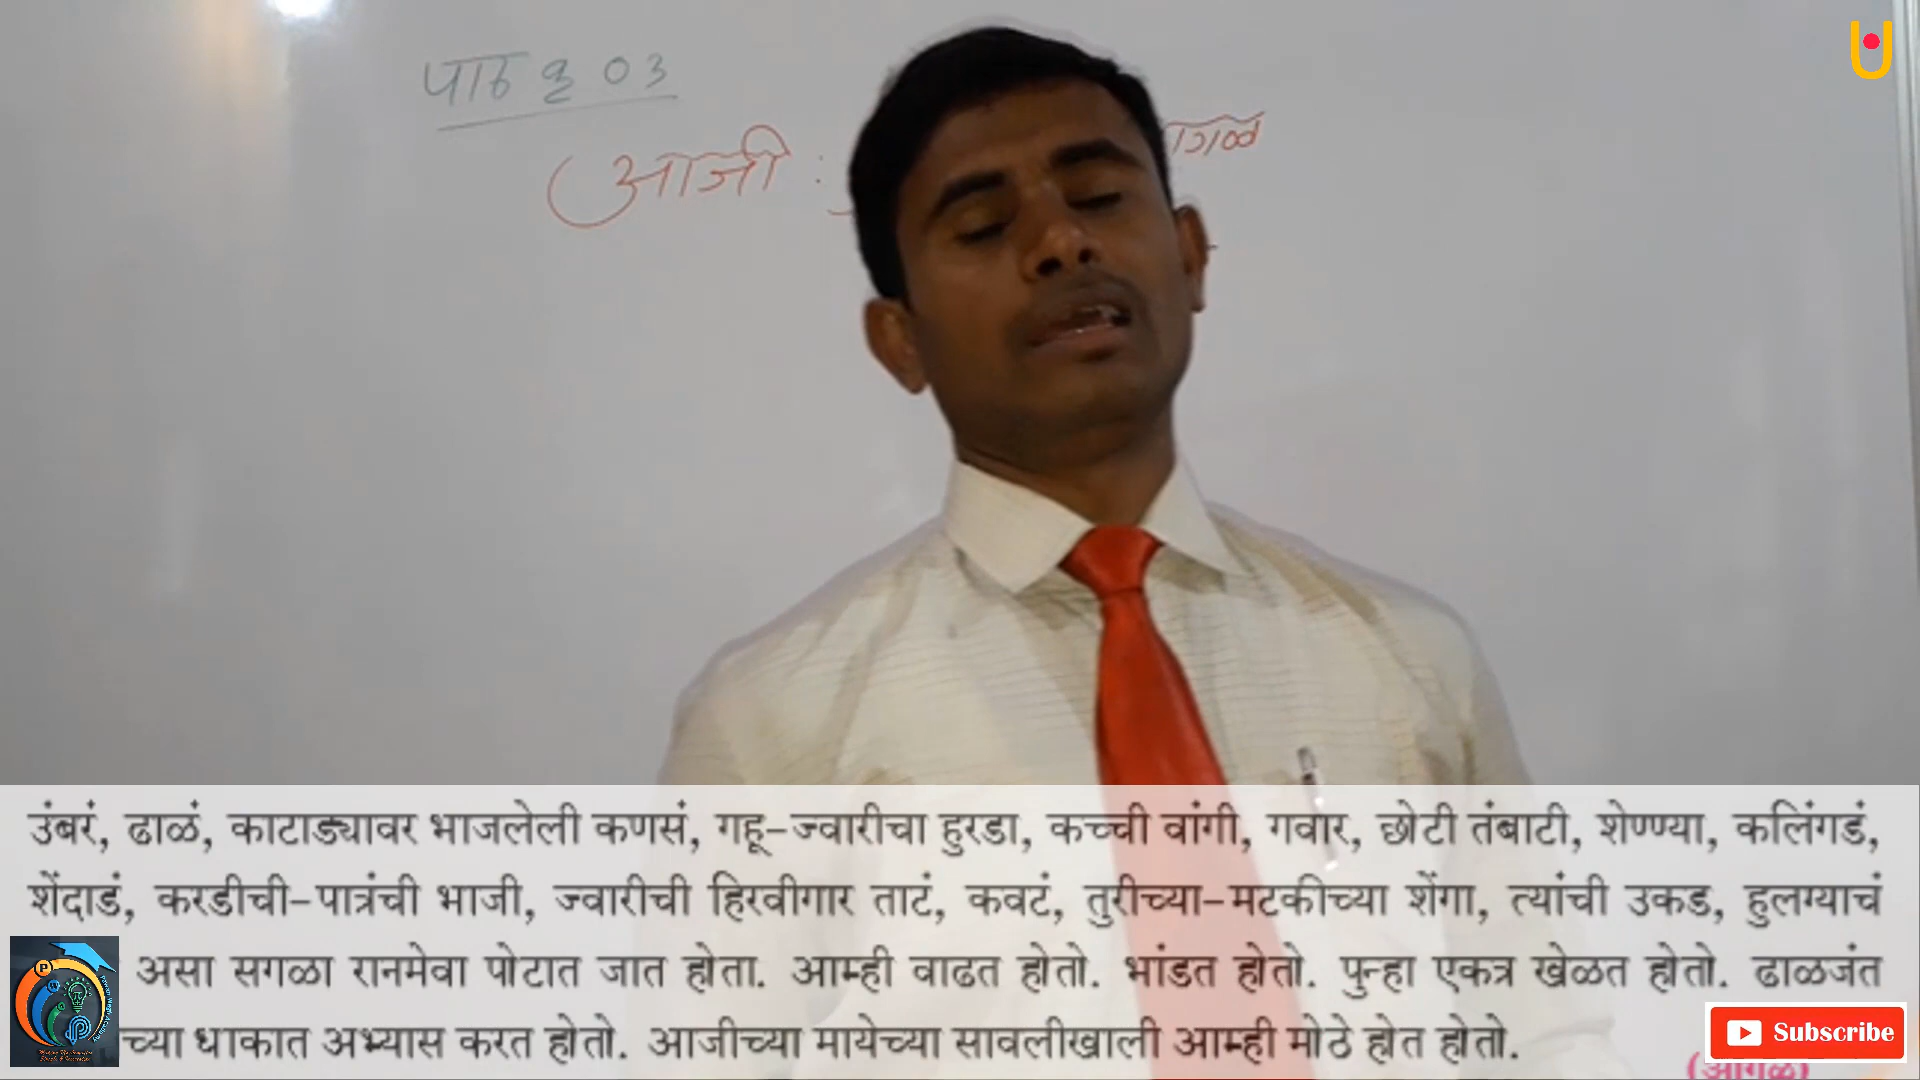 पाठ क्र 03
आजी :
उंबरं, ढाळं, काटाड्यावर भाजलेली कणसं, गहू-ज्वारीचा हुरडा, कच्ची वांगी, गवार, छोटी तंबाटी, शेण्ण्या, कलिंगडं,
शेंदाडं, करडीची-पात्रंची भाजी, ज्वारीची हिरवीगार ताटं, कवटं, तुरीच्या-मटकीच्या शेंगा, त्यांची उकड, हुलग्याचं
असा सगळा रानमेवा पोटात जात होता. आम्ही वाढत होतो. भांडत होतो. पुन्हा एकत्र खेळत होतो. ढाळजंत
च्या धाकात अभ्यास करत होतो. आजीच्या मायेच्या सावलीखाली आम्ही मोठे होत होतो.
Subscribe
(आगळ)